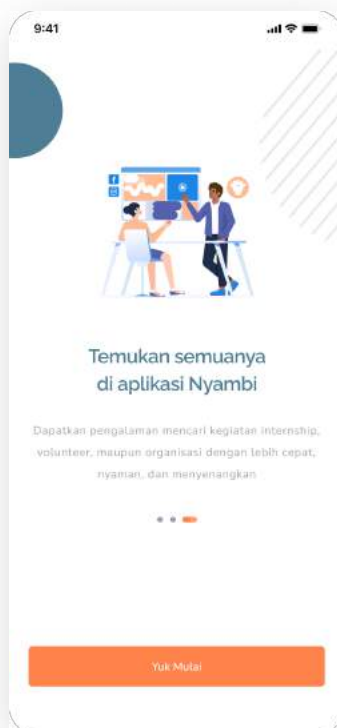 9:41
Temukan semuanya
di aplikasi Nyambi
Dapatkan pengalaman mencari kegiatan internship,
volunteer, maupun organisasi dengan lebih cepat,
nyaman, dan menyenangkan
Yuk Mulai